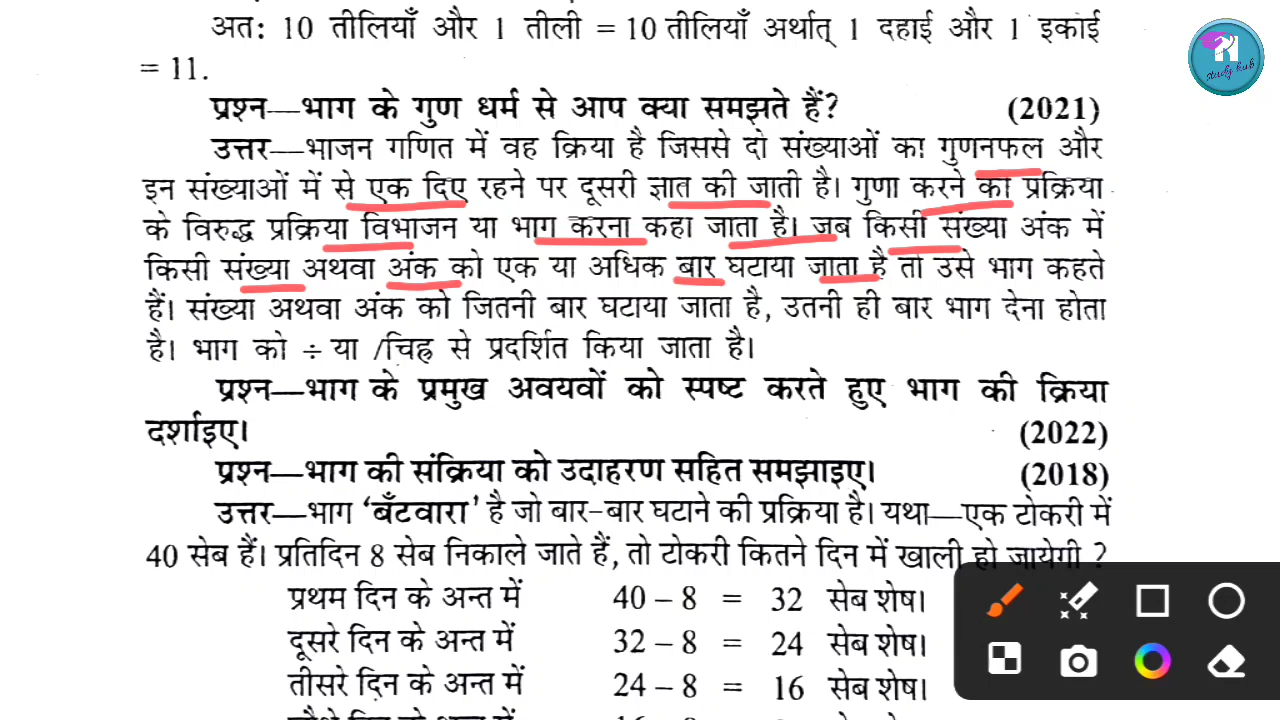 अतः 10 तीलियाँ और 1 तीली = 10 तीलियाँ अर्थात् 1 दहाई और 1 इकाई
= 11.
प्रश्न—भाग के गुण धर्म से आप क्या समझते हैं? (2021)
उत्तर—भाजन गणित में वह क्रिया है जिससे दो संख्याओं का गुणनफल और
इन संख्याओं में से एक दिए रहने पर दूसरी ज्ञात की जाती है। गुणा करने की प्रक्रिया
के विरुद्ध प्रक्रिया विभाजन या भाग करना कहा जाता है। जब किसी संख्या अंक में
किसी संख्या अथवा अंक को एक या अधिक बार घटाया जाता है तो उसे भाग कहते
हैं। संख्या अथवा अंक को जितनी बार घटाया जाता है, उतनी ही बार भाग देना होता
है। भाग को ÷ या /चिह्न से प्रदर्शित किया जाता है।
प्रश्न—भाग के प्रमुख अवयवों को स्पष्ट करते हुए भाग की क्रिया
दर्शाइए। (2022)
प्रश्न—भाग की संक्रिया को उदाहरण सहित समझाइए। (2018)
उत्तर—भाग ‘बँटवारा’ है जो बार-बार घटाने की प्रक्रिया है। यथा—एक टोकरी में
40 सेब हैं। प्रतिदिन 8 सेब निकाले जाते हैं, तो टोकरी कितने दिन में खाली हो जायेगी ?
प्रथम दिन के अन्त में 40 – 8 = 32 सेब शेष।
दूसरे दिन के अन्त में 32 – 8 = 24 सेब शेष।
तीसरे दिन के अन्त में 24 – 8 = 16 सेब शेष।
study hub